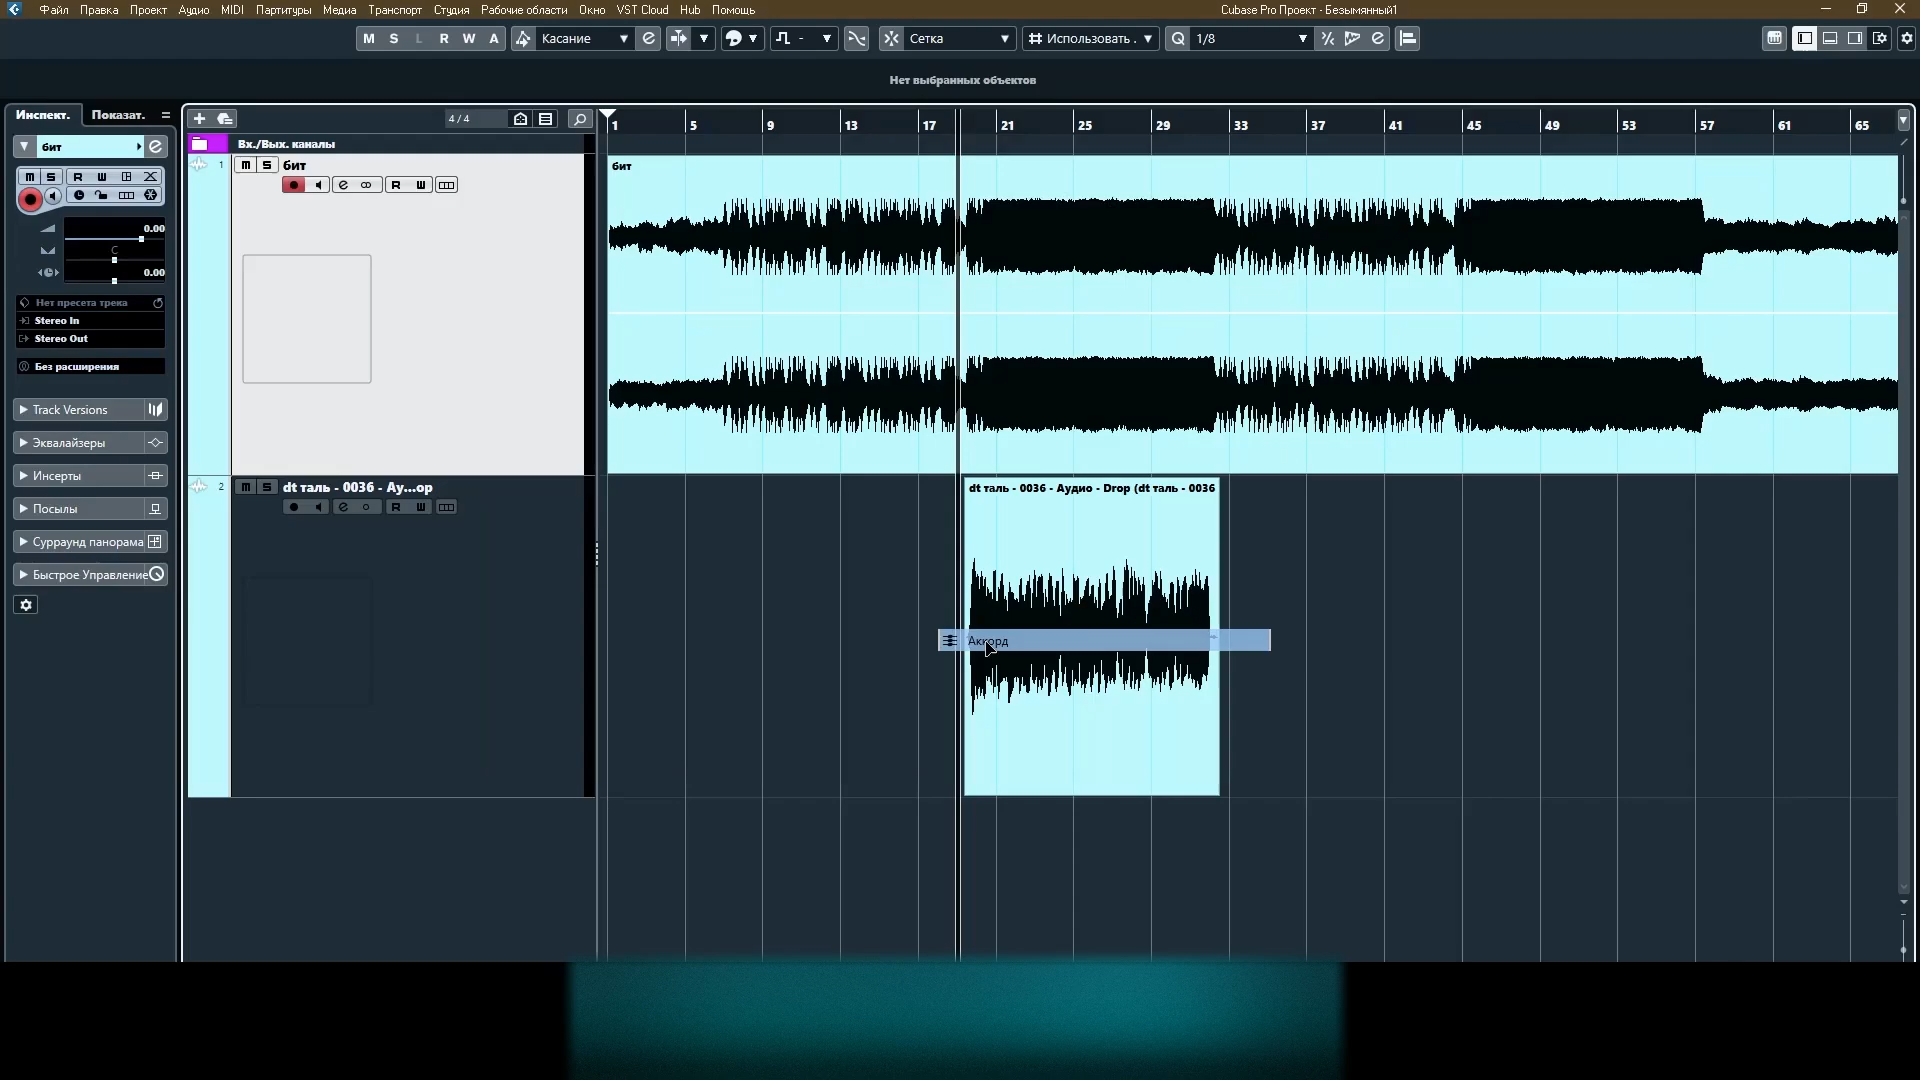 Файл Правка Проект Аудио MIDI Партитуры Медиа Транспорт Студия Рабочие области Окно VST Cloud Hub Помощь
Cubase Pro Проект - Безымянный1
M S L R W A Касание Сетка Использовать . Q 1/8
Нет выбранных объектов
Инспект. Показат.
4 / 4
1 5 9 13 17 21 25 29 33 37 41 45 49 53 57 61 65
Вх./Вых. каналы
бит
1 m S бит
R W
бит
m S R W
0.00
C
0.00
Нет пресета трека
Stereo In
Stereo Out
Без расширения
Track Versions
Эквалайзеры
Инсерты
Посылы
Сурраунд панорама
Быстрое Управление
2 m S dt таль - 0036 - Ау...ор
R W
dt таль - 0036 - Аудио - Drop (dt таль - 0036
Аккорд